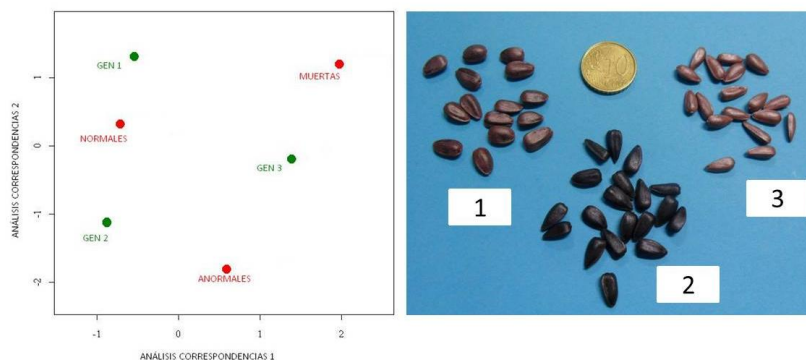 GEN 1
MUERTAS
NORMALES
GEN 3
GEN 2
ANORMALES
ANÁLISIS CORRESPONDENCIAS 2
1
0
-1
-2
-1
0
1
2
ANÁLISIS CORRESPONDENCIAS 1
10
1
3
2